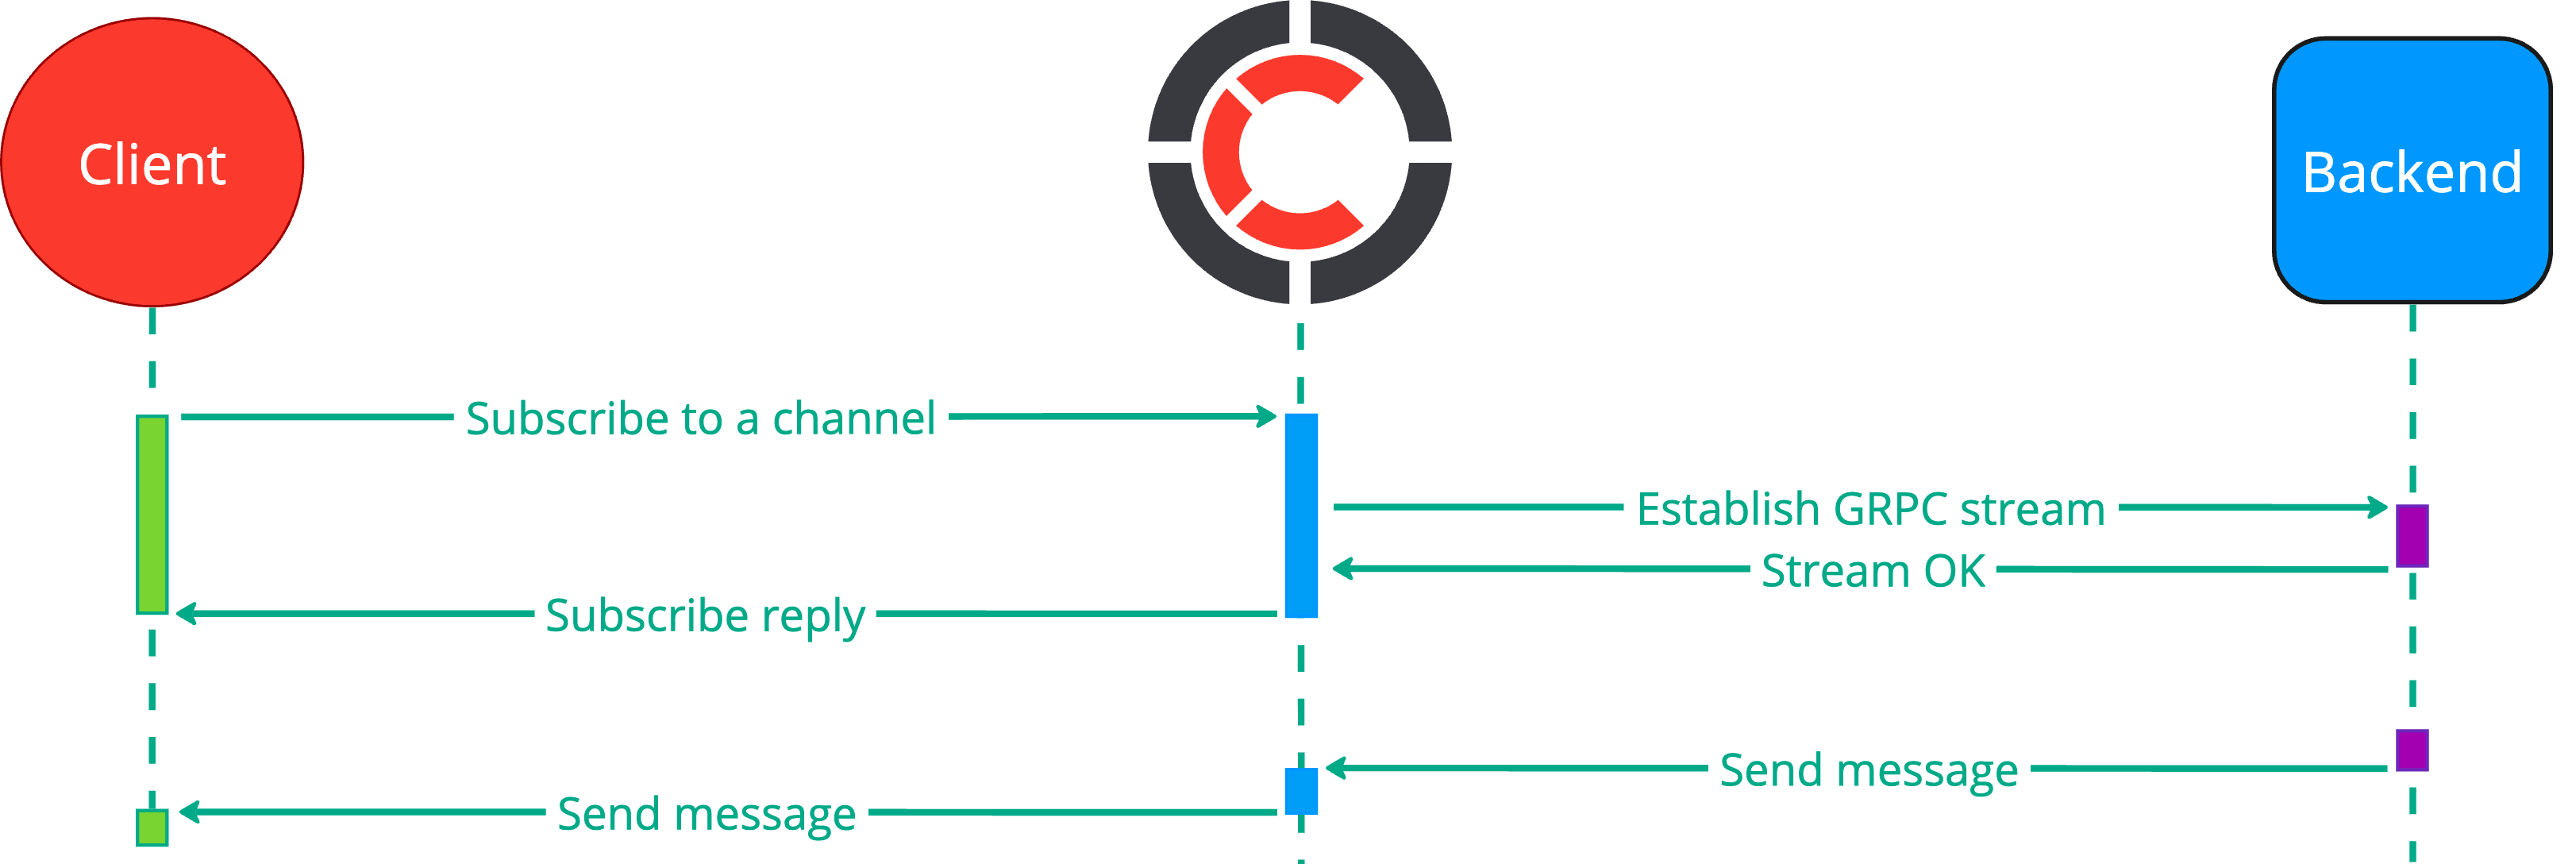 Client
Backend
Subscribe to a channel
Establish GRPC stream
Stream OK
Subscribe reply
Send message
Send message